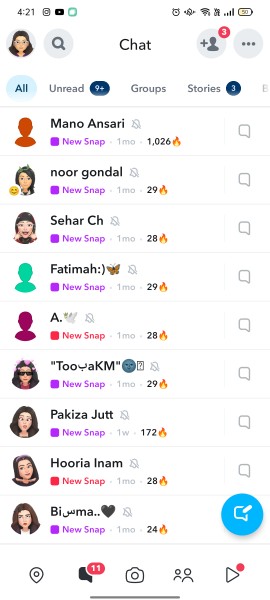 4:21
50
Chat
3
All Unread 9+ Groups Stories 3 B
Mano Ansari
New Snap · 1mo · 1,026🔥
noor gondal
New Snap · 1mo · 29🔥
Sehar Ch
New Snap · 1mo · 28🔥
Fatimah:)🦋
New Snap · 1mo · 29🔥
A.🕊️
New Snap · 1mo · 28🔥
"TooبaKM"🌚
New Snap · 1mo · 29🔥
Pakiza Jutt
New Snap · 1w · 172🔥
Hooria Inam
New Snap · 1mo · 28🔥
Biسma..🖤
New Snap · 1mo · 24🔥
11